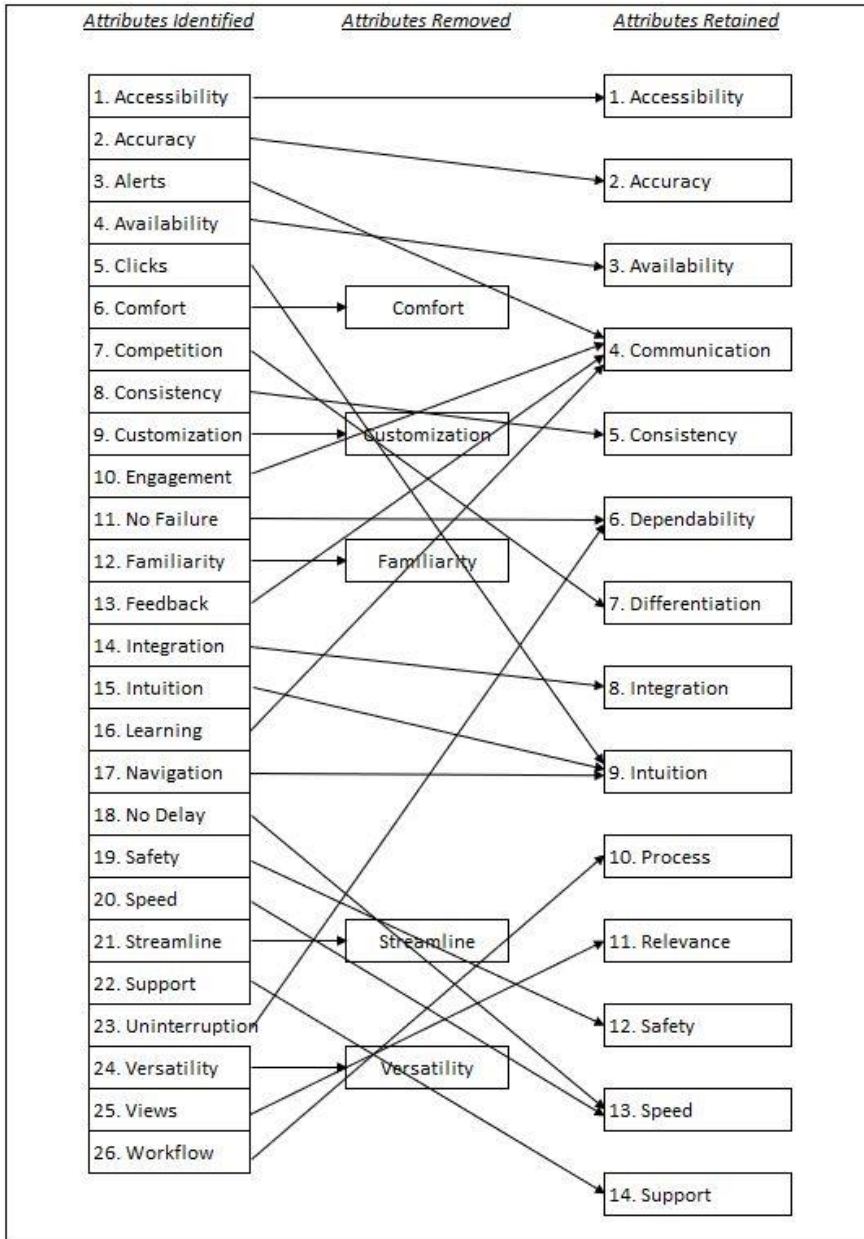 Attributes Identified
Attributes Removed
Attributes Retained
1. Accessibility
2. Accuracy
3. Alerts
4. Availability
5. Clicks
6. Comfort
7. Competition
8. Consistency
9. Customization
10. Engagement
11. No Failure
12. Familiarity
13. Feedback
14. Integration
15. Intuition
16. Learning
17. Navigation
18. No Delay
19. Safety
20. Speed
21. Streamline
22. Support
23. Uninterruption
24. Versatility
25. Views
26. Workflow
Comfort
Customization
Familiarity
Streamline
Versatility
1. Accessibility
2. Accuracy
3. Availability
4. Communication
5. Consistency
6. Dependability
7. Differentiation
8. Integration
9. Intuition
10. Process
11. Relevance
12. Safety
13. Speed
14. Support